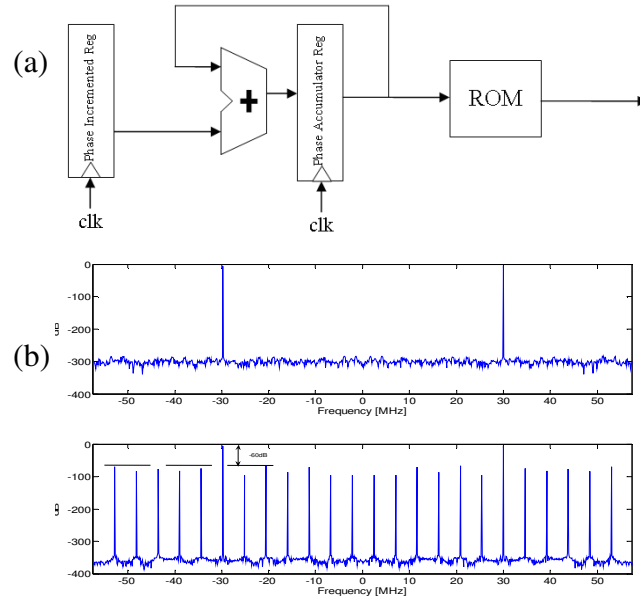 (a)
Phase Incremented Reg
+
Phase Accumulator Reg
ROM
clk
clk
(b)
0
-100
-200
-300
-400
dB
-50 -40 -30 -20 -10 0 10 20 30 40 50
Frequency [MHz]
0
-100
-200
-300
-400
dB
-60dB
-50 -40 -30 -20 -10 0 10 20 30 40 50
Frequency [MHz]